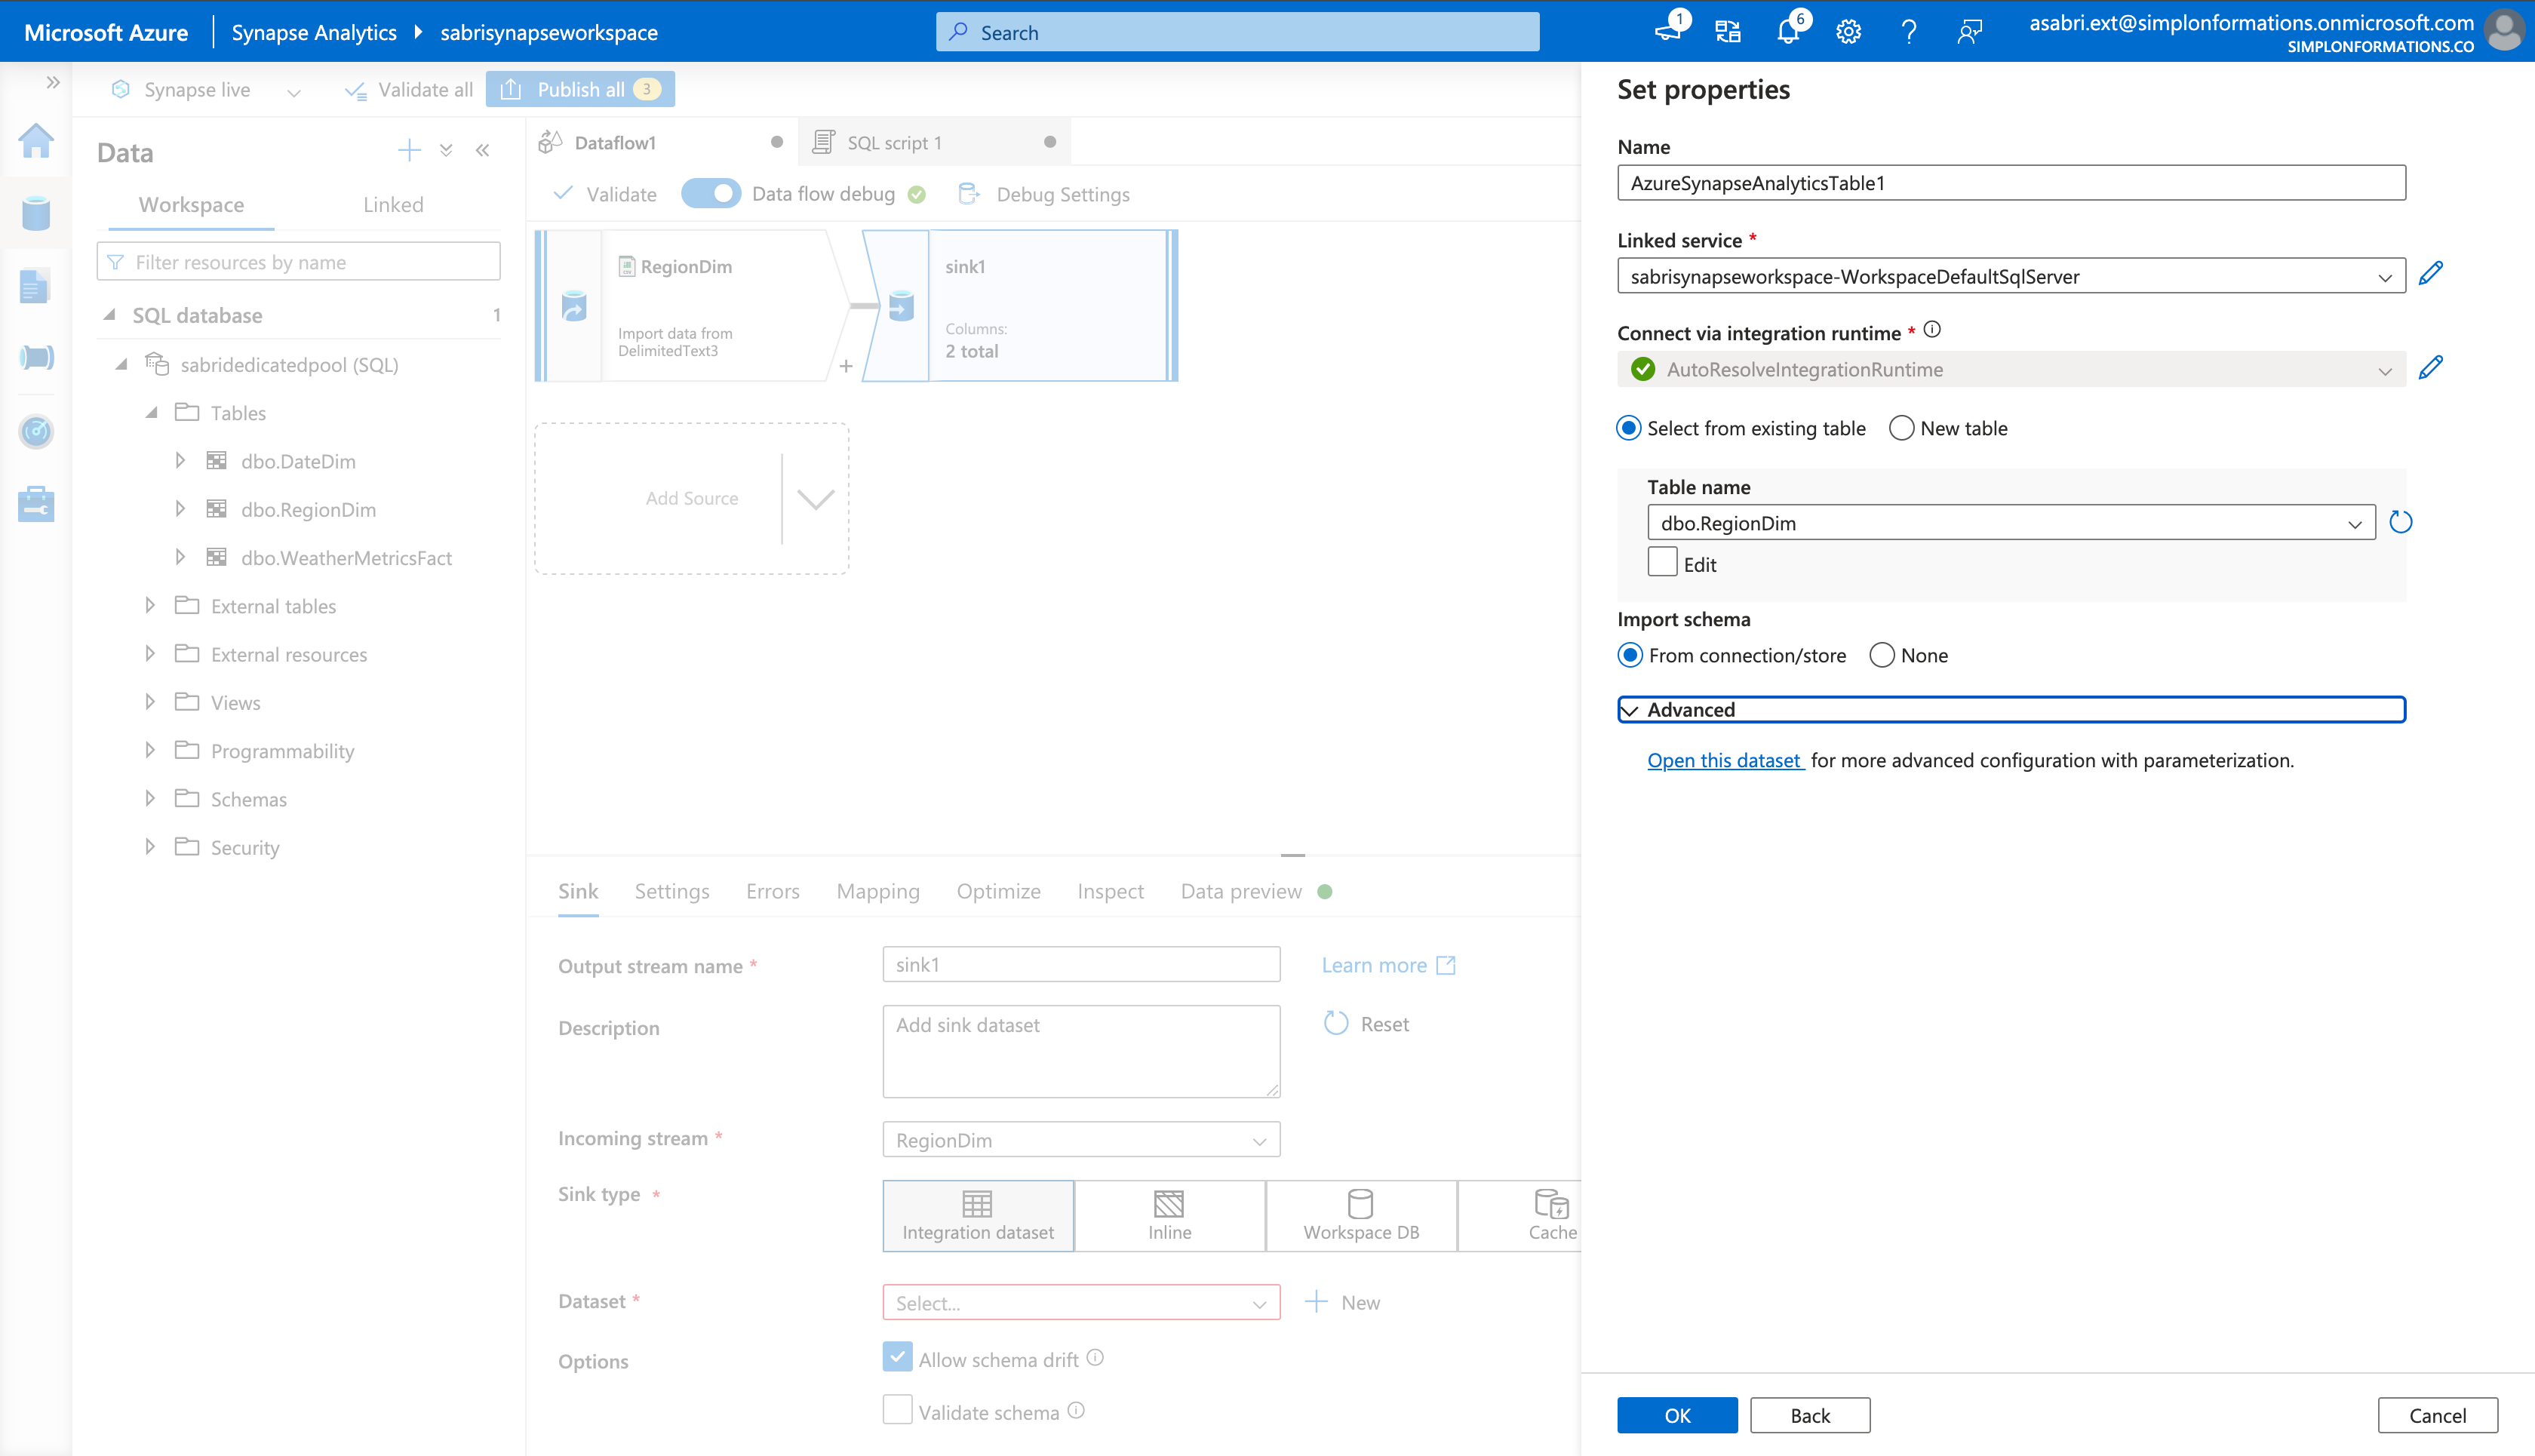 Microsoft Azure
Synapse Analytics
sabrisynapseworkspace
Search
1
6
asabri.ext@simplonformations.onmicrosoft.com
SIMPLONFORMATIONS.CO
Synapse live
Validate all
Publish all 3
Data
Workspace
Linked
Filter resources by name
SQL database 1
sabridedicatedpool (SQL)
Tables
dbo.DateDim
dbo.RegionDim
dbo.WeatherMetricsFact
External tables
External resources
Views
Programmability
Schemas
Security
Dataflow1
SQL script 1
Validate
Data flow debug
Debug Settings
RegionDim
Import data from
DelimitedText3
+
sink1
Columns:
2 total
Add Source
Sink
Settings
Errors
Mapping
Optimize
Inspect
Data preview
Output stream name *
sink1
Learn more
Description
Add sink dataset
Reset
Incoming stream *
RegionDim
Sink type *
Integration dataset
Inline
Workspace DB
Cache
Dataset *
Select...
New
Options
Allow schema drift
Validate schema
Set properties
Name
AzureSynapseAnalyticsTable1
Linked service *
sabrisynapseworkspace-WorkspaceDefaultSqlServer
Connect via integration runtime *
AutoResolveIntegrationRuntime
Select from existing table
New table
Table name
dbo.RegionDim
Edit
Import schema
From connection/store
None
Advanced
Open this dataset for more advanced configuration with parameterization.
OK
Back
Cancel